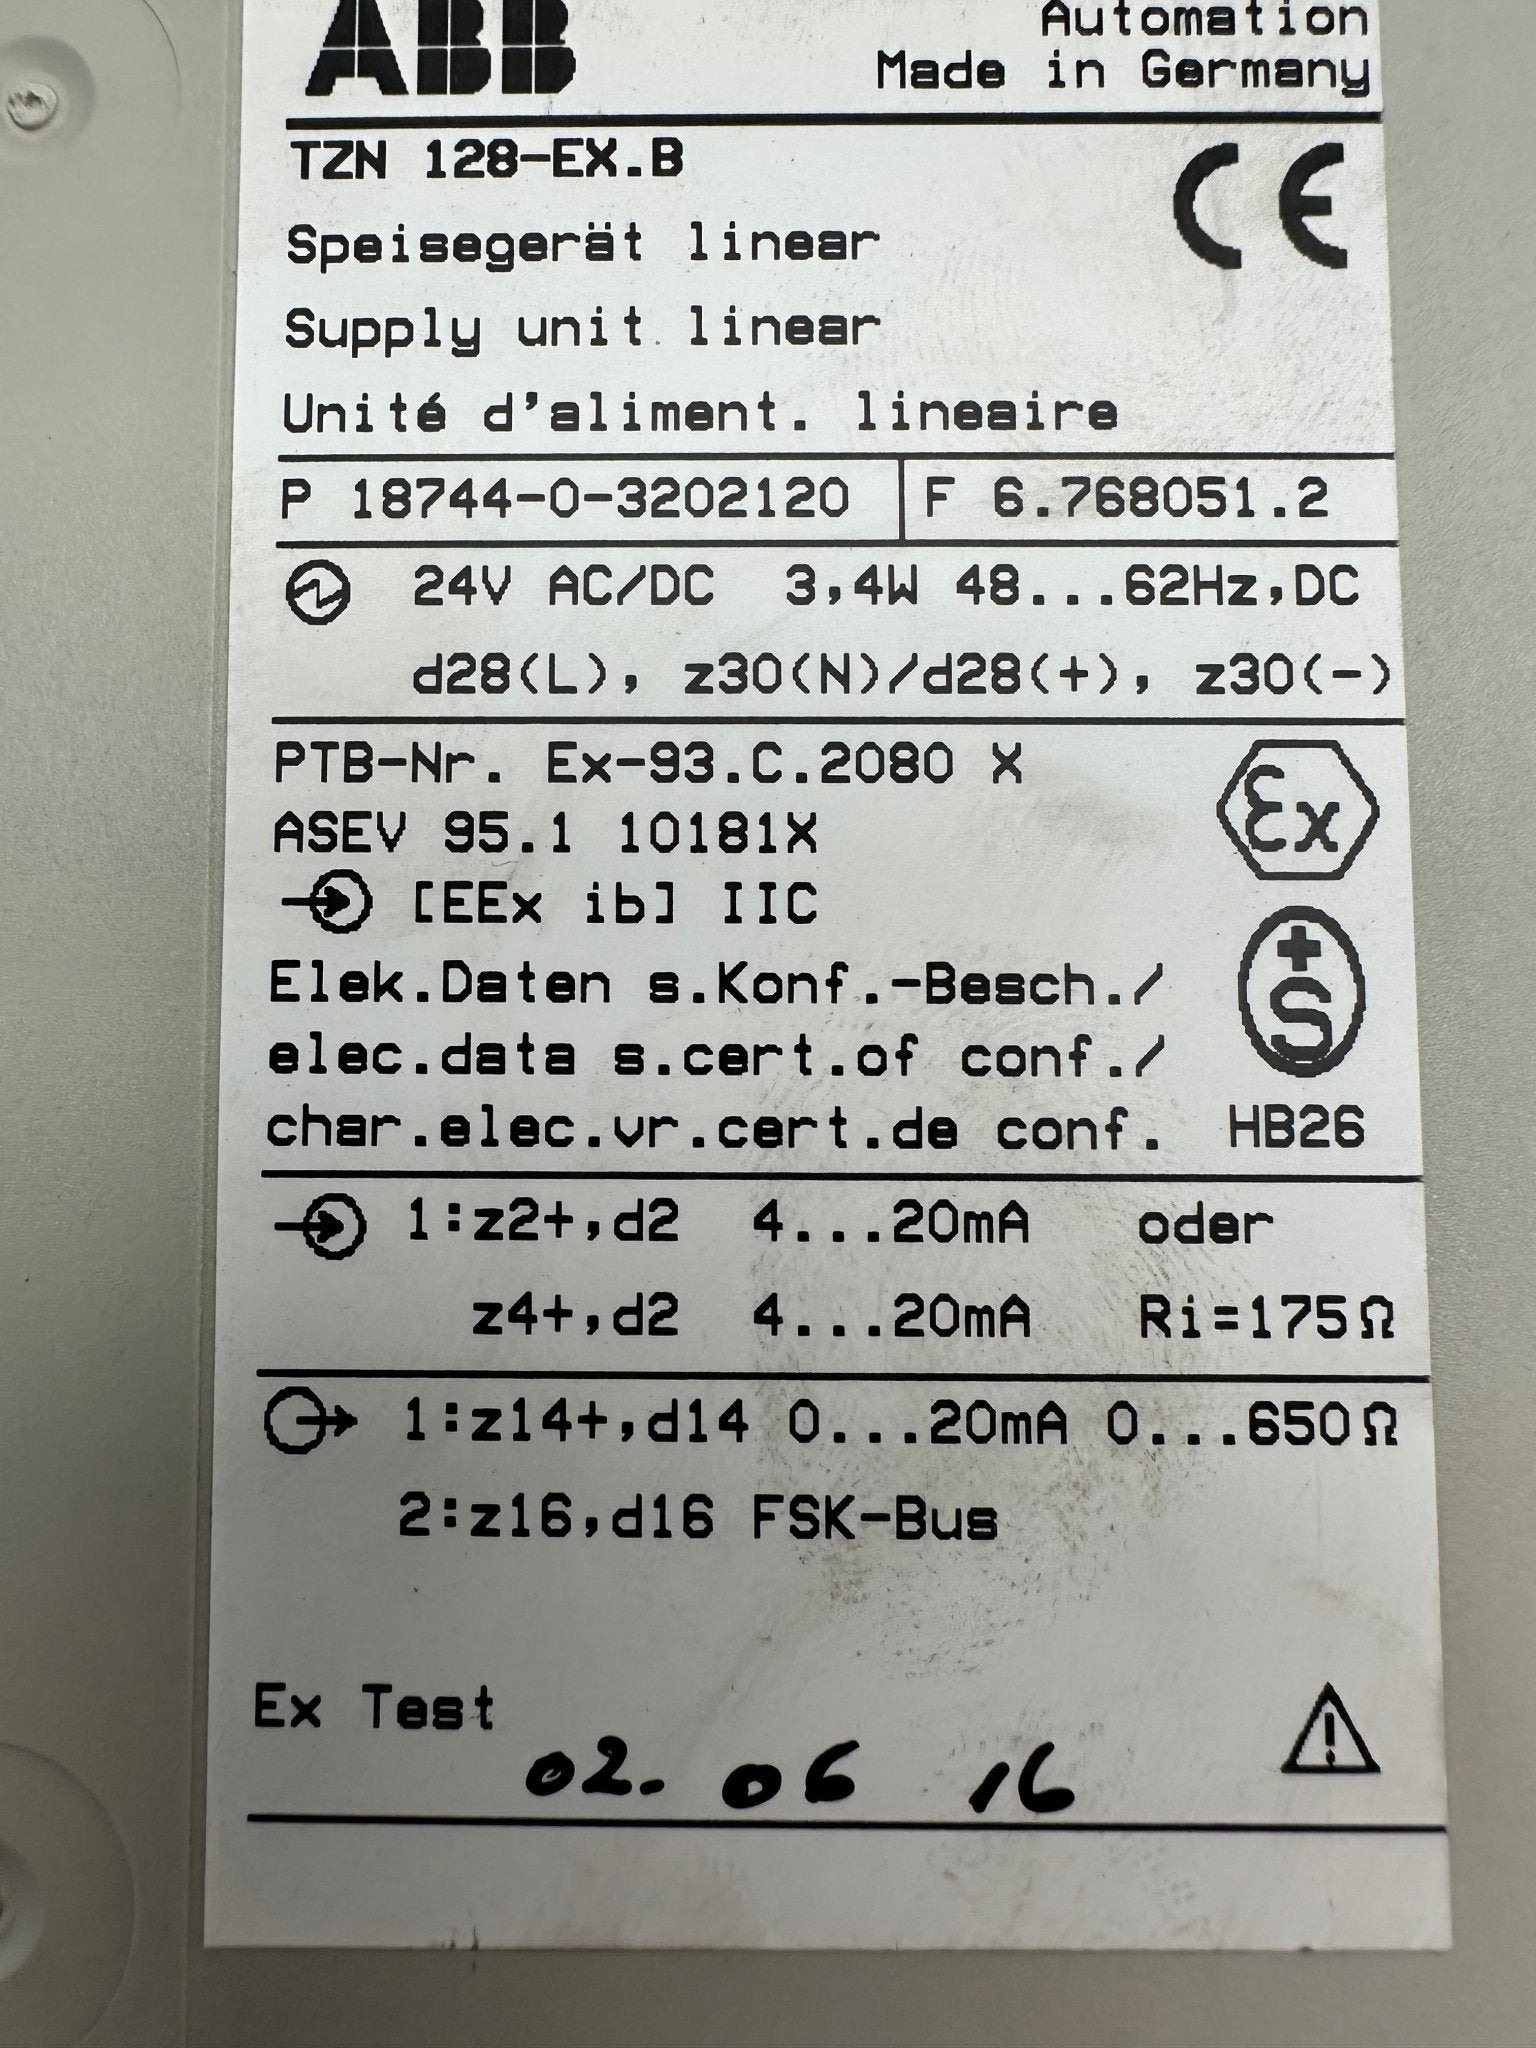 ABB
Automation
Made in Germany
TZN 128-EX.B
CE
Speisegerät linear
Supply unit linear
Unité d'aliment. lineaire
P 18744-0-3202120 F 6.768051.2
24V AC/DC 3,4W 48...62Hz,DC
d28(L), z30(N)/d28(+), z30(-)
PTB-Nr. Ex-93.C.2080 X
Ex
ASEV 95.1 10181X
[EEx ib] IIC
+S
Elek.Daten s.Konf.-Besch./
elec.data s.cert.of conf./
char.elec.vr.cert.de conf. HB26
1:z2+,d2 4...20mA oder
z4+,d2 4...20mA Ri=175Ω
1:z14+,d14 0...20mA 0...650Ω
2:z16,d16 FSK-Bus
Ex Test
02. 06 16